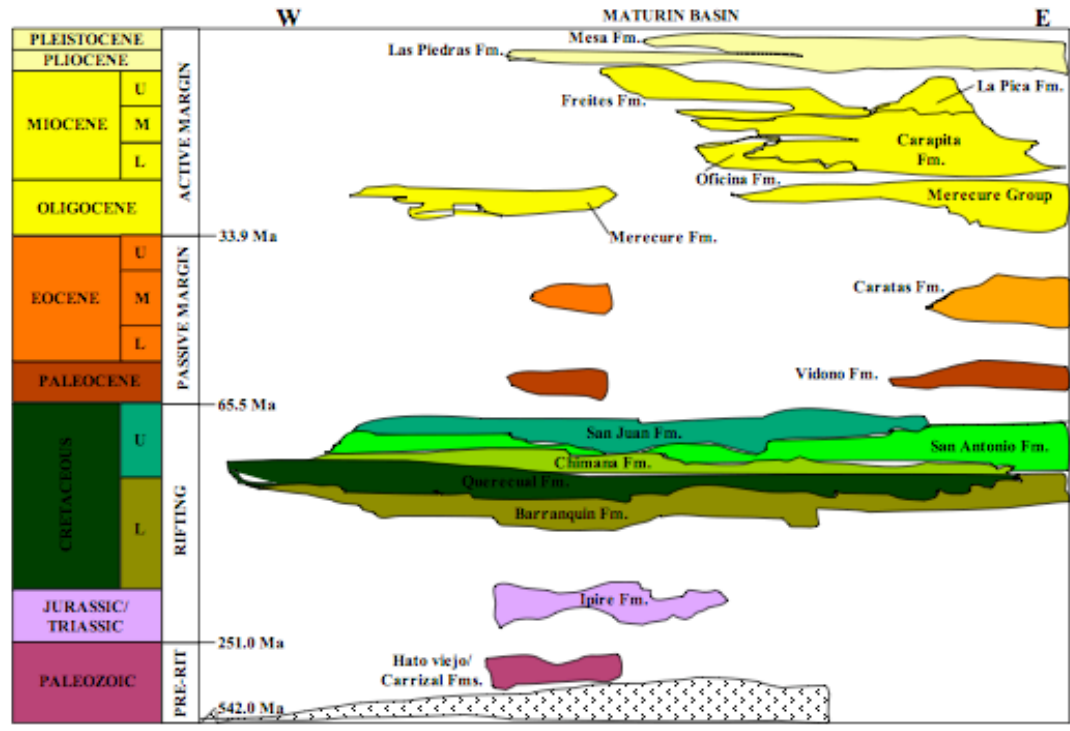 W MATURIN BASIN E
PLEISTOCENE
PLIOCENE
MIOCENE
U
M
L
OLIGOCENE
EOCENE
U
M
L
PALEOCENE
CRETACEOUS
U
L
JURASSIC/
TRIASSIC
PALEOZOIC
ACTIVE MARGIN
PASSIVE MARGIN
RIFTING
PRE-RIT
33.9 Ma
65.5 Ma
251.0 Ma
542.0 Ma
Mesa Fm.
Las Piedras Fm.
La Pica Fm.
Freites Fm.
Carapita
Fm.
Oficina Fm.
Merecure Group
Merecure Fm.
Caratas Fm.
Vidono Fm.
San Juan Fm.
San Antonio Fm.
Chimana Fm.
Querecual Fm.
Barranquin Fm.
Ipire Fm.
Hato viejo/
Carrizal Fms.